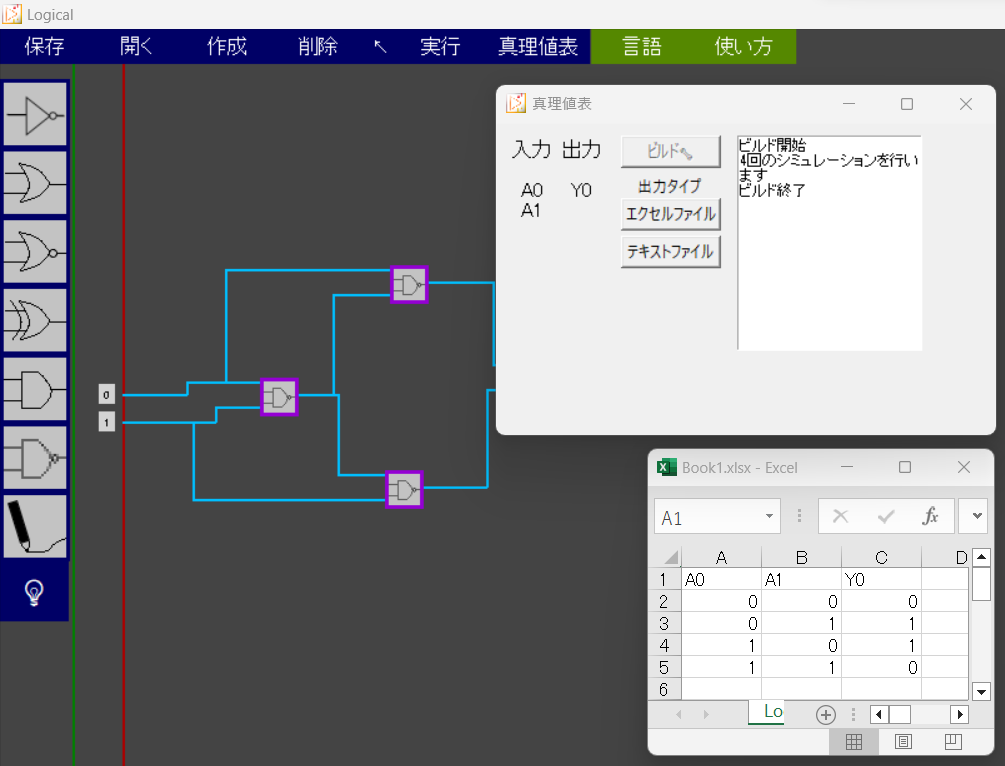 Logical
保存 開く 作成 削除 実行 真理値表 言語 使い方
真理値表
入力 出力 ビルド
A0 Y0
A1
出力タイプ
エクセルファイル
テキストファイル
ビルド開始
4回のシミュレーションを行い
ます
ビルド終了
0
1
Book1.xlsx - Excel
A1 fx
A B C D
1 A0 A1 Y0
2 0 0 0
3 0 1 1
4 1 0 1
5 1 1 0
6
Lo